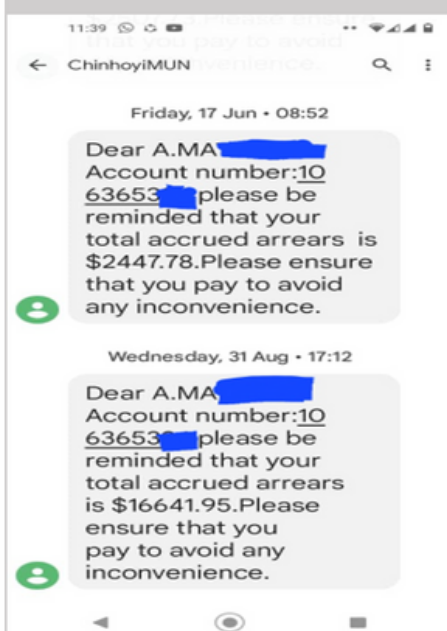 11:39
ChinhoyiMUN
Friday, 17 Jun • 08:52
Dear A.MA
Account number:10
63653 please be
reminded that your
total accrued arrears is
$2447.78.Please ensure
that you pay to avoid
any inconvenience.
Wednesday, 31 Aug • 17:12
Dear A.MA
Account number:10
63653 please be
reminded that your
total accrued arrears
is $16641.95.Please
ensure that you
pay to avoid any
inconvenience.